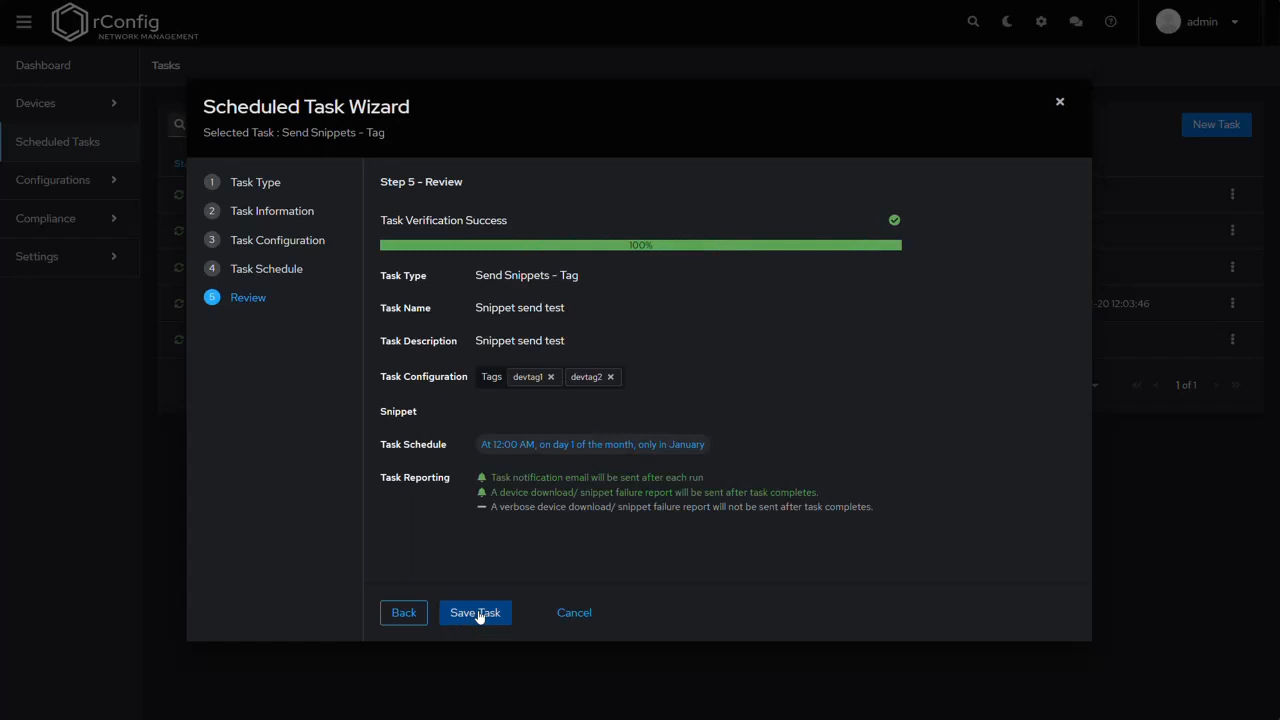 rConfig
NETWORK MANAGEMENT
admin
Dashboard
Tasks
Devices
Scheduled Tasks
Configurations
Compliance
Settings
New Task
-20 12:03:46
1 of 1
Scheduled Task Wizard
Selected Task : Send Snippets - Tag
1 Task Type
2 Task Information
3 Task Configuration
4 Task Schedule
5 Review
Step 5 - Review
Task Verification Success
100%
Task Type Send Snippets - Tag
Task Name Snippet send test
Task Description Snippet send test
Task Configuration Tags devtag1 × devtag2 ×
Snippet
Task Schedule At 12:00 AM, on day 1 of the month, only in January
Task Reporting Task notification email will be sent after each run
A device download/ snippet failure report will be sent after task completes.
A verbose device download/ snippet failure report will not be sent after task completes.
Back Save Task Cancel